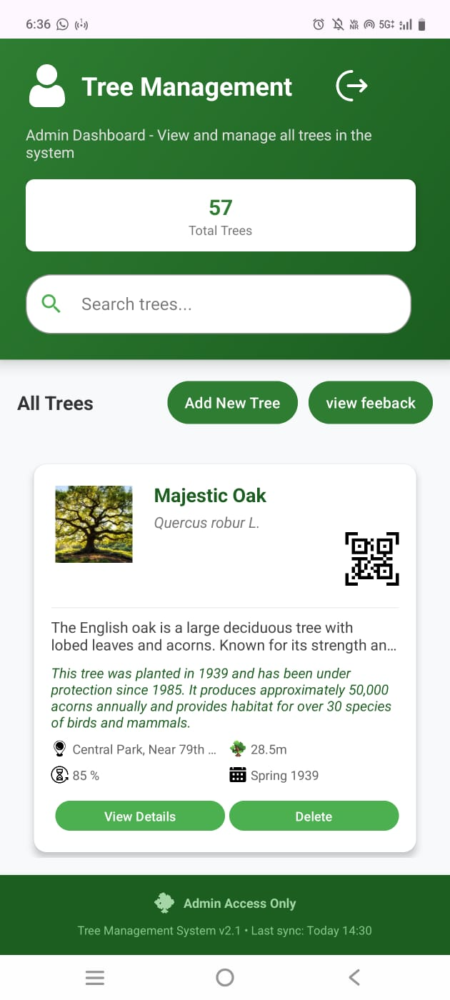 6:36
Vo
NR
5G‡
Tree Management
Admin Dashboard - View and manage all trees in the
system
57
Total Trees
Search trees...
All Trees
Add New Tree
view feeback
Majestic Oak
Quercus robur L.
The English oak is a large deciduous tree with
lobed leaves and acorns. Known for its strength an...
This tree was planted in 1939 and has been under
protection since 1985. It produces approximately 50,000
acorns annually and provides habitat for over 30 species
of birds and mammals.
Central Park, Near 79th ...
28.5m
85 %
Spring 1939
View Details
Delete
Admin Access Only
Tree Management System v2.1 • Last sync: Today 14:30